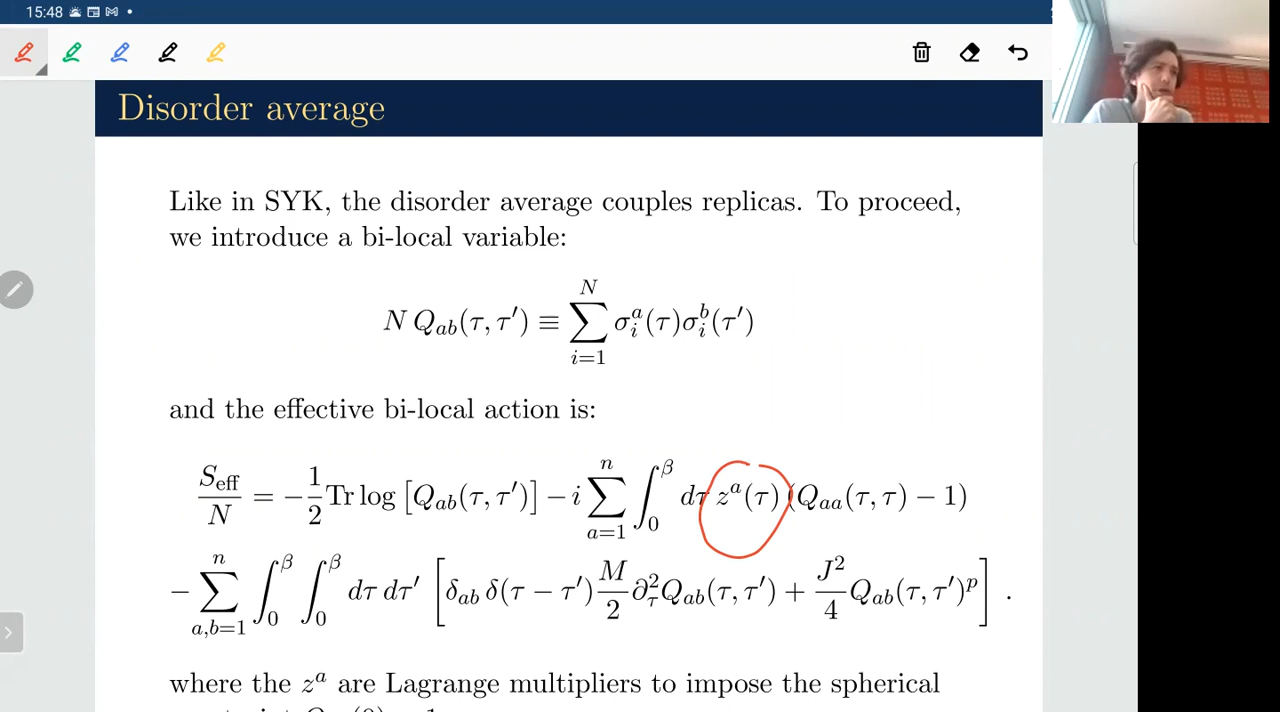 15:48
Disorder average
Like in SYK, the disorder average couples replicas. To proceed,
we introduce a bi-local variable:
N Q_{ab}(τ, τ′) ≡ \sum_{i=1}^{N} σ_i^a(τ)σ_i^b(τ′)
and the effective bi-local action is:
\frac{S_{eff}}{N} = −\frac{1}{2}Tr log [Q_{ab}(τ, τ′)] − i \sum_{a=1}^{n} \int_0^β dτ z^a(τ) (Q_{aa}(τ, τ) − 1)
− \sum_{a,b=1}^{n} \int_0^β \int_0^β dτ dτ′ [δ_{ab} δ(τ − τ′)\frac{M}{2}∂_τ^2 Q_{ab}(τ, τ′) + \frac{J^2}{4} Q_{ab}(τ, τ′)^p] .
where the z^a are Lagrange multipliers to impose the spherical